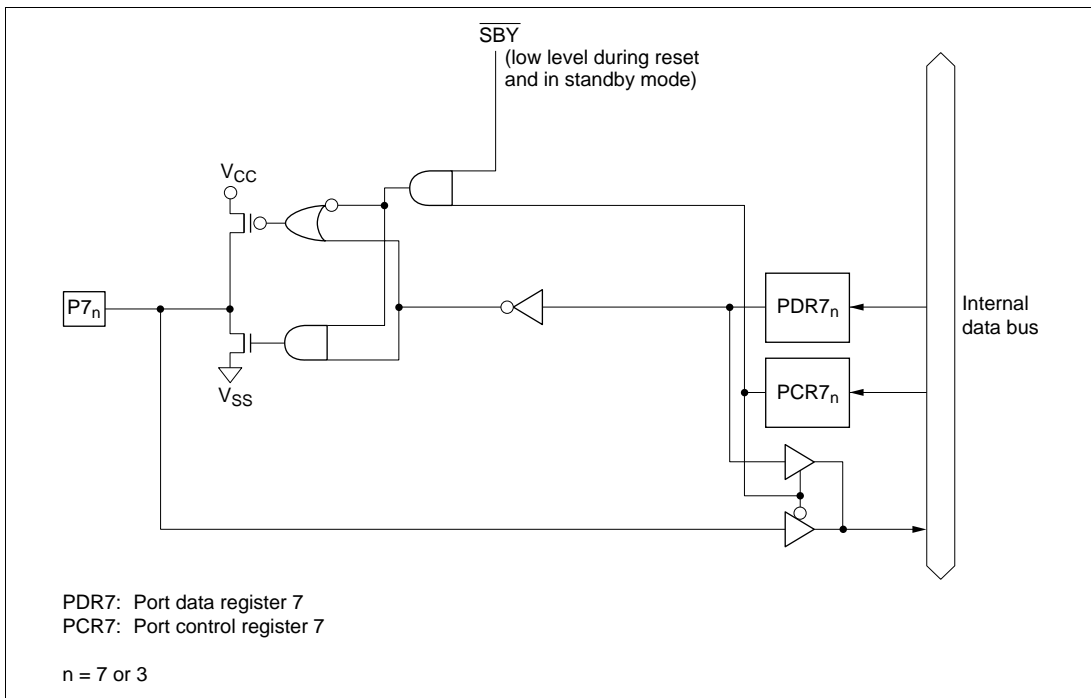 SBY
(low level during reset
and in standby mode)
VCC
P7n
PDR7n
Internal
data bus
PCR7n
VSS
PDR7: Port data register 7
PCR7: Port control register 7
n = 7 or 3